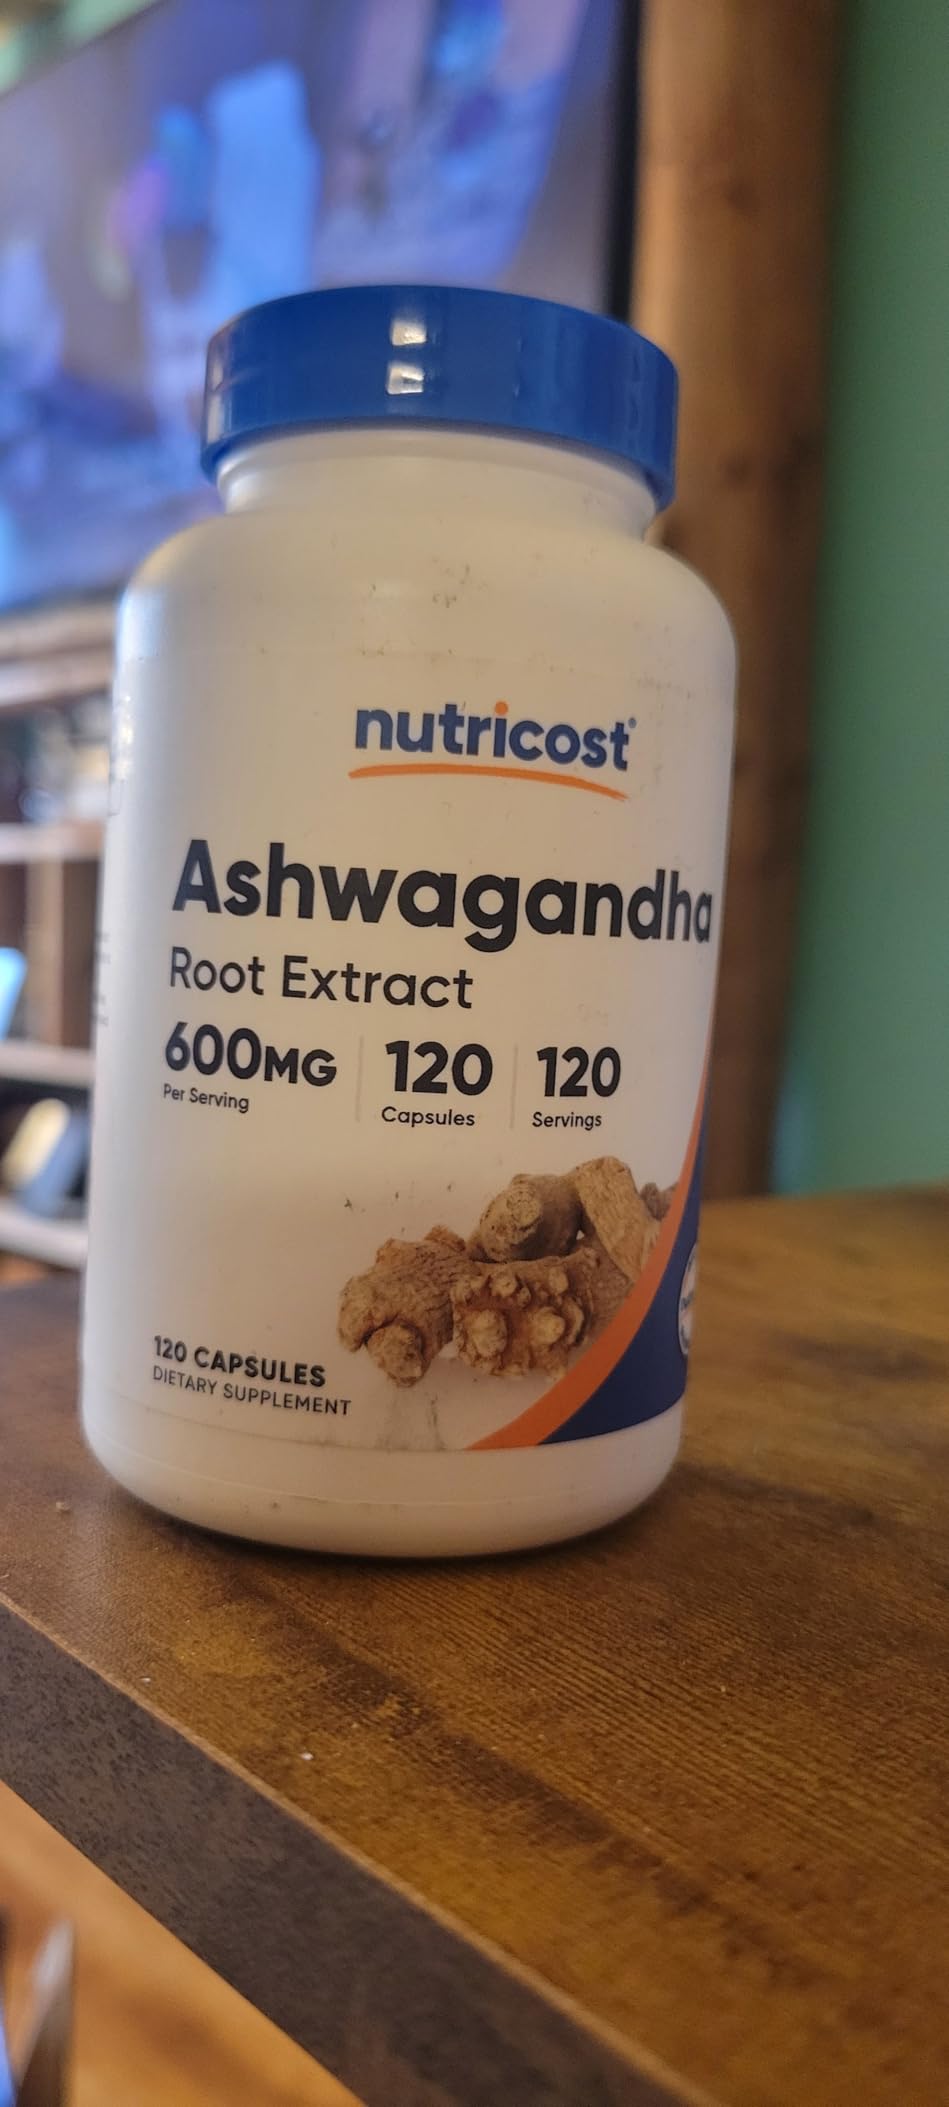 nutricost
Ashwagandha
Root Extract
600MG 120 120
Per Serving Capsules Servings
120 CAPSULES
DIETARY SUPPLEMENT